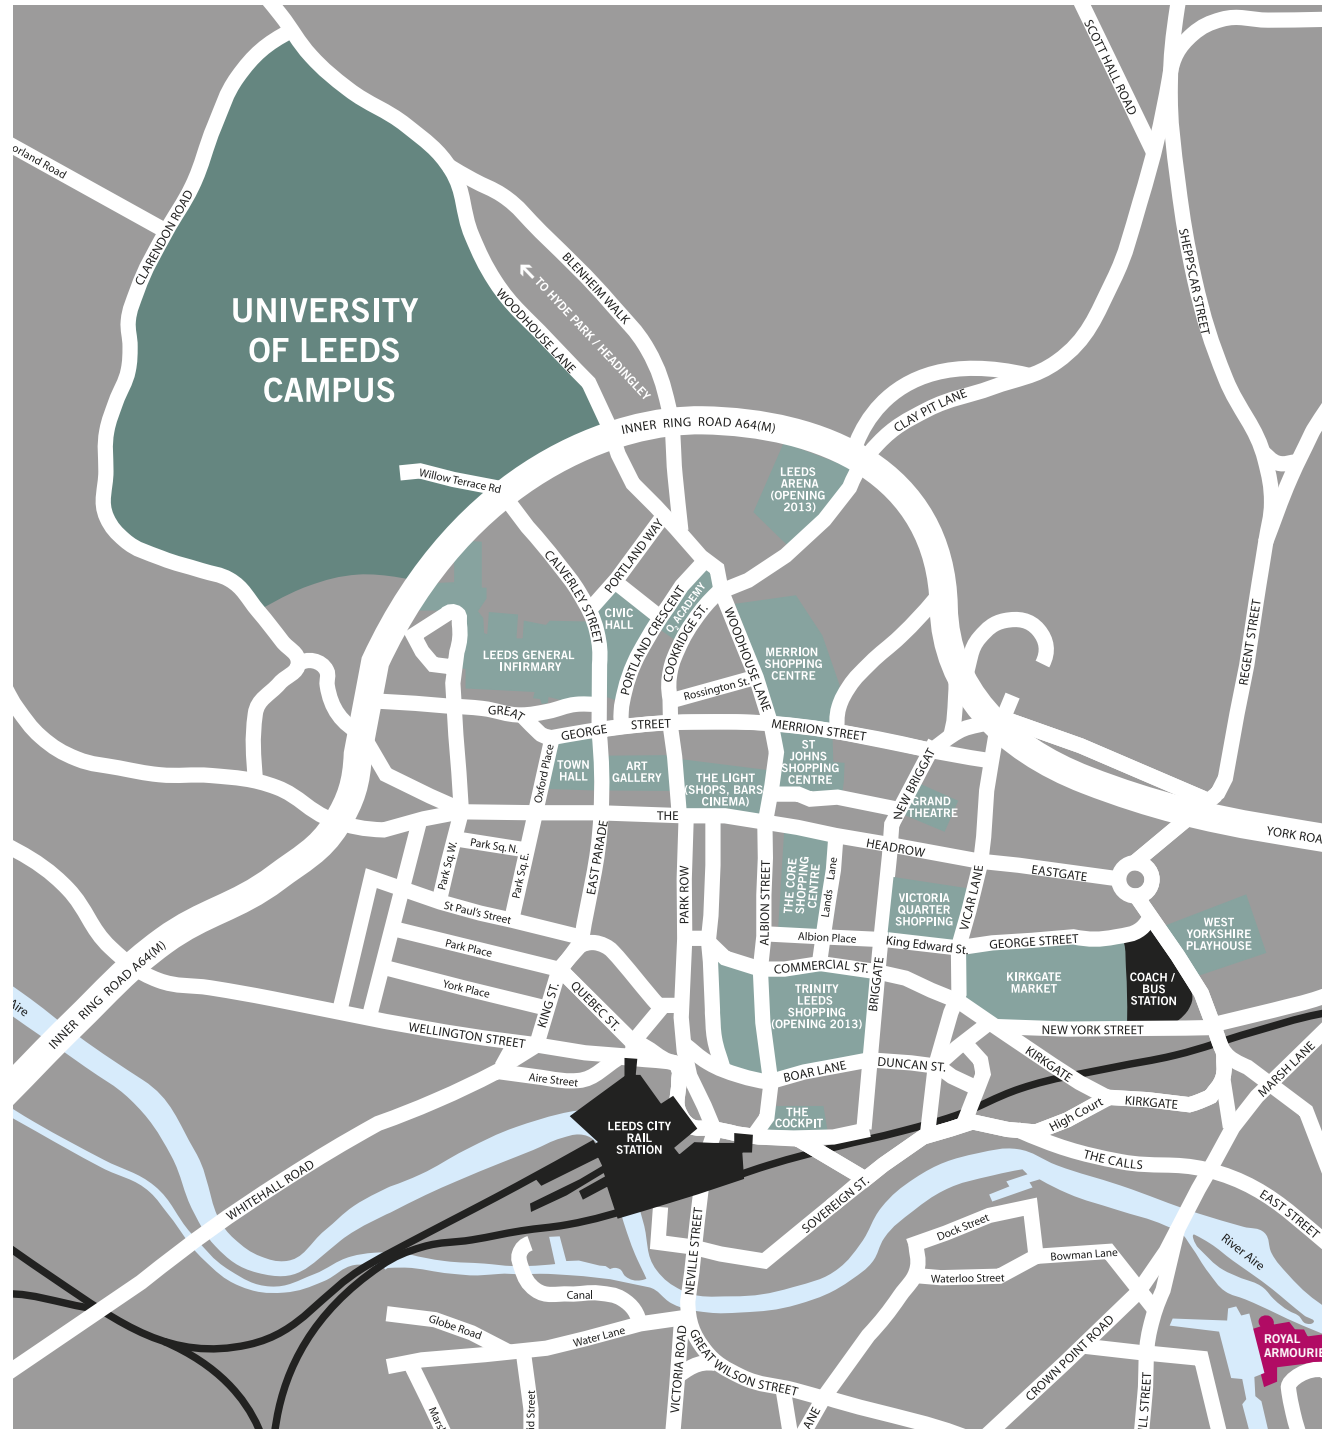 SCOTT HALL ROAD
orland Road
CLARENDON ROAD
SHEPPSCAR STREET
BLENHEIM WALK
TO HYDE PARK / HEADINGLEY
WOODHOUSE LANE
UNIVERSITY
OF LEEDS
CAMPUS
CLAY PIT LANE
INNER RING ROAD A64(M)
LEEDS
ARENA
(OPENING
2013)
Willow Terrace Rd
PORTLAND WAY
CALVERLEY STREET
CIVIC
HALL
PORTLAND CRESCENT
O2 ACADEMY
COOKRIDGE ST.
WOODHOUSE LANE
REGENT STREET
LEEDS GENERAL
INFIRMARY
MERRION
SHOPPING
CENTRE
Rossington St.
GREAT
GEORGE
STREET
MERRION STREET
Oxford Place
TOWN
HALL
ART
GALLERY
THE LIGHT
(SHOPS, BARS
CINEMA)
ST
JOHNS
SHOPPING
CENTRE
NEW BRIGGAT
GRAND
THEATRE
THE
HEADROW
EASTGATE
YORK ROA
Park Sq. N.
Park Sq. W.
Park Sq. E.
EAST PARADE
PARK ROW
ALBION STREET
THE CORE
SHOPPING
CENTRE
Lands Lane
VICTORIA
QUARTER
SHOPPING
VICAR LANE
St Paul's Street
Park Place
York Place
KING ST.
QUEBEC ST.
WELLINGTON STREET
Aire Street
Albion Place
King Edward St.
GEORGE STREET
WEST
YORKSHIRE
PLAYHOUSE
COMMERCIAL ST.
BRIGGATE
TRINITY
LEEDS
SHOPPING
(OPENING 2013)
KIRKGATE
MARKET
COACH /
BUS
STATION
INNER RING ROAD A64(M)
Aire
NEW YORK STREET
BOAR LANE
DUNCAN ST.
KIRKGATE
KIRKGATE
MARSH LANE
High Court
THE
COCKPIT
LEEDS CITY
RAIL
STATION
THE CALLS
WHITEHALL ROAD
SOVEREIGN ST.
EAST STREET
NEVILLE STREET
Dock Street
Bowman Lane
Waterloo Street
River Aire
Canal
Globe Road
Water Lane
VICTORIA ROAD
GREAT WILSON STREET
CROWN POINT ROAD
ROYAL
ARMOURIE
Mars
id Street
ANE
LL STREET